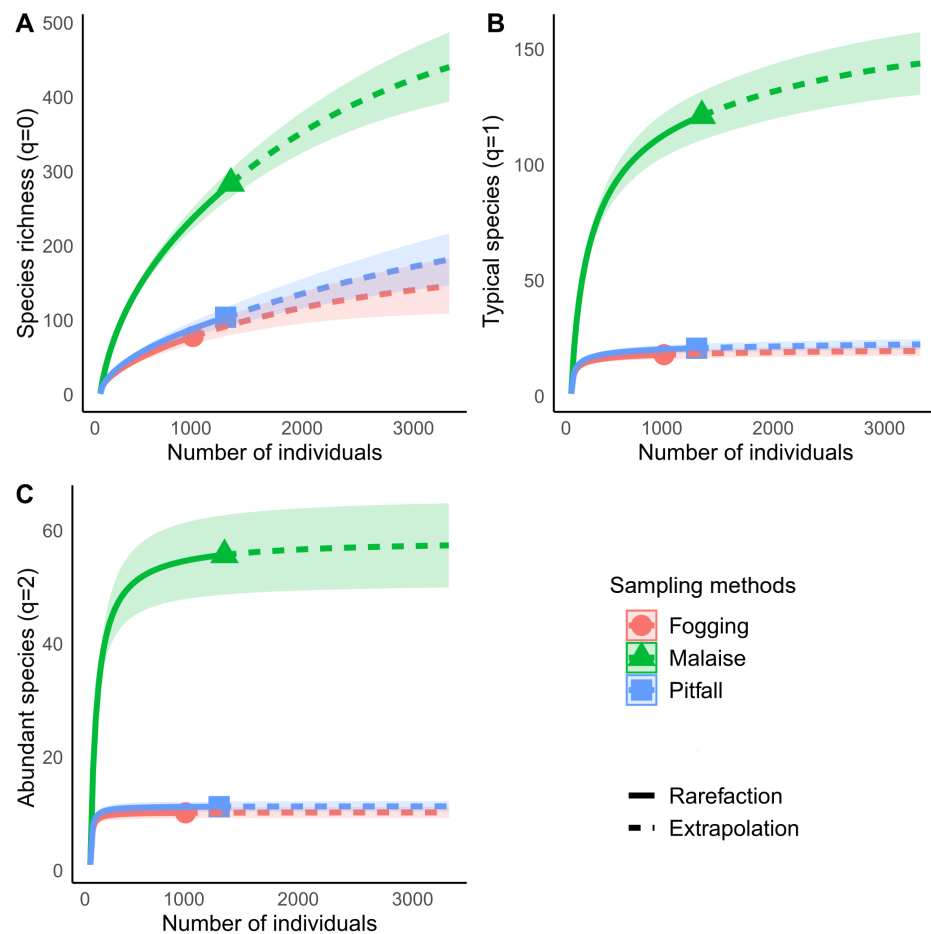 A
Species richness (q=0)
500
400
300
200
100
0
0 1000 2000 3000
Number of individuals
B
Typical species (q=1)
150
100
50
0
0 1000 2000 3000
Number of individuals
C
Abundant species (q=2)
60
40
20
0
0 1000 2000 3000
Number of individuals
Sampling methods
Fogging
Malaise
Pitfall
Rarefaction
Extrapolation